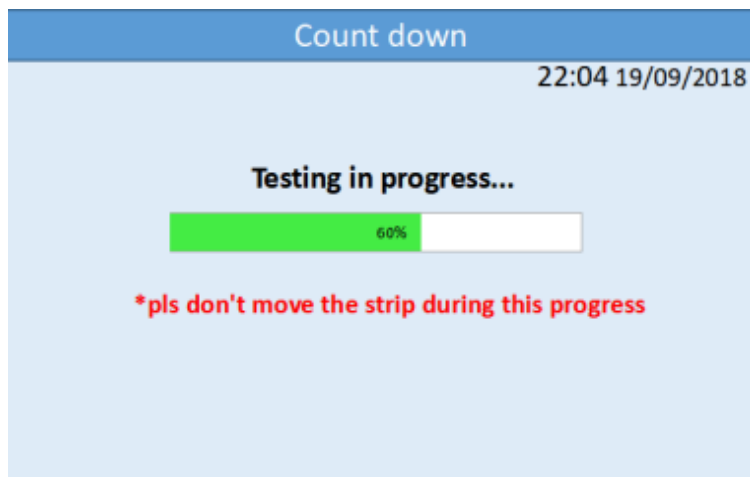 Count down
22:04 19/09/2018
Testing in progress...
60%
*pls don't move the strip during this progress